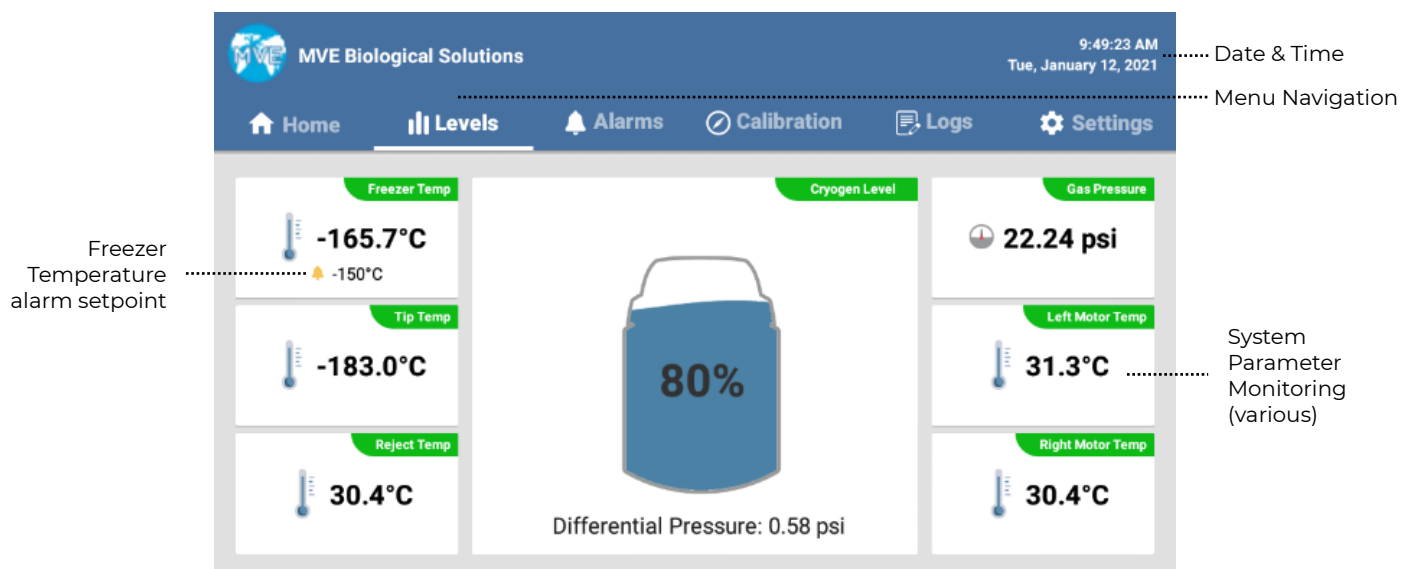 MVE
MVE Biological Solutions
9:49:23 AM
Tue, January 12, 2021
Date & Time
Menu Navigation
Home
Levels
Alarms
Calibration
Logs
Settings
Freezer Temp
-165.7°C
-150°C
Freezer
Temperature
alarm setpoint
Tip Temp
-183.0°C
Reject Temp
30.4°C
Cryogen Level
80%
Differential Pressure: 0.58 psi
Gas Pressure
22.24 psi
Left Motor Temp
31.3°C
System
Parameter
Monitoring
(various)
Right Motor Temp
30.4°C